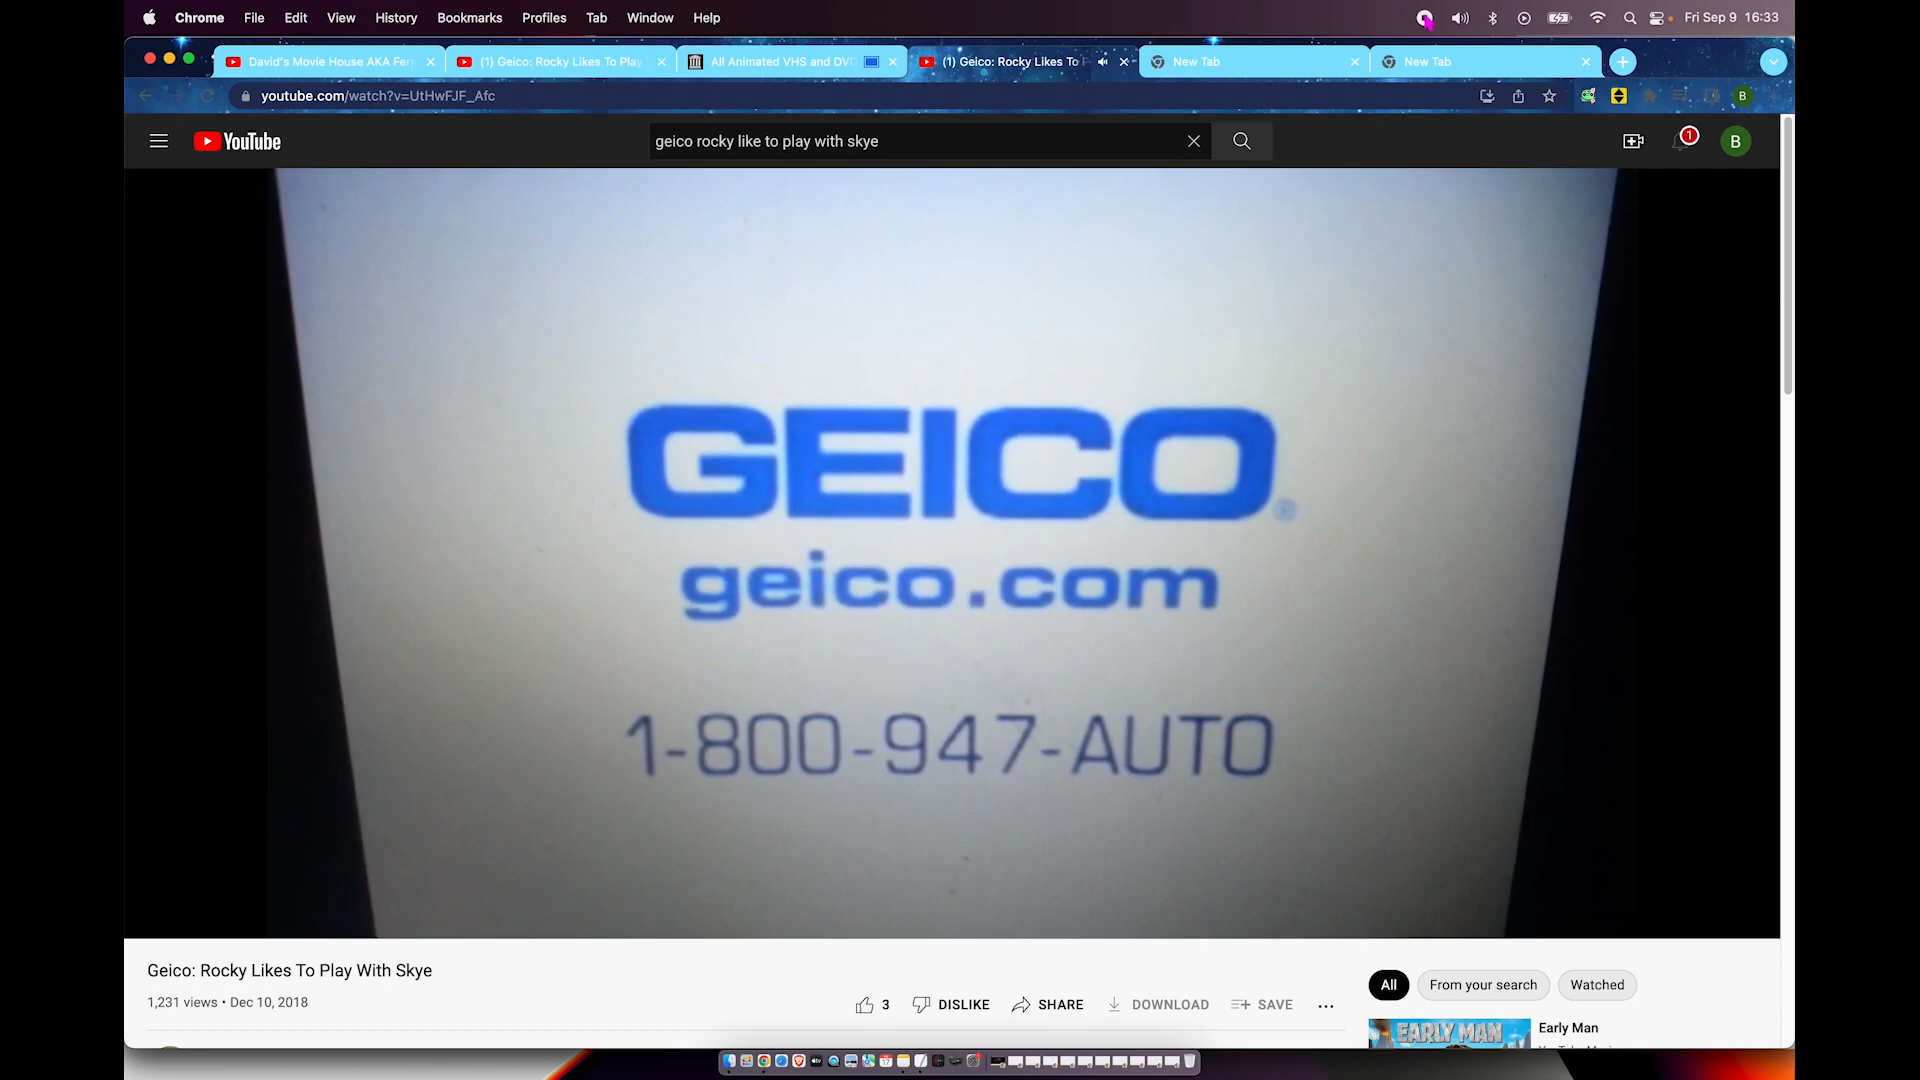 Chrome File Edit View History Bookmarks Profiles Tab Window Help Fri Sep 9 16:33
David's Movie House AKA Fern (1) Geico: Rocky Likes To Play All Animated VHS and DVD (1) Geico: Rocky Likes To P New Tab New Tab
youtube.com/watch?v=UtHwFJF_Afc B
YouTube geico rocky like to play with skye 1 B
GEICO®
geico.com
1-800-947-AUTO
Geico: Rocky Likes To Play With Skye
1,231 views • Dec 10, 2018
3 DISLIKE SHARE DOWNLOAD SAVE
All From your search Watched
EARLY MAN
Early Man